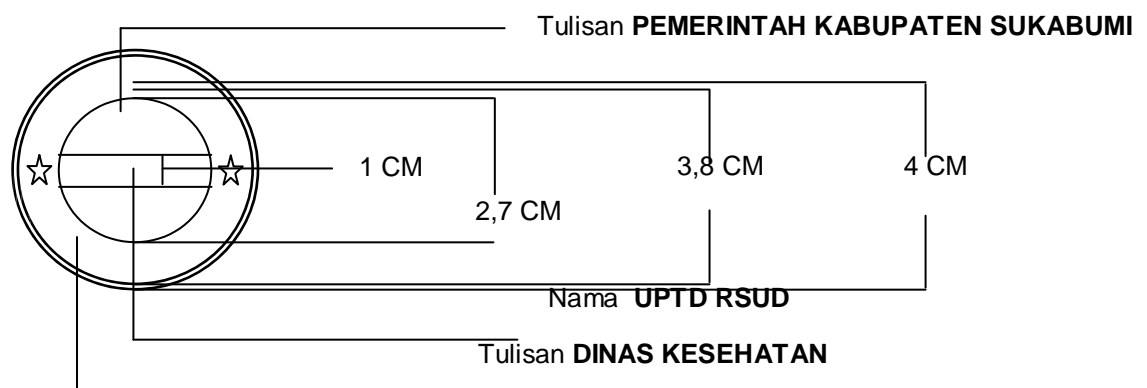 Tulisan PEMERINTAH KABUPATEN SUKABUMI
1 CM
3,8 CM
4 CM
2,7 CM
Nama UPTD RSUD
Tulisan DINAS KESEHATAN